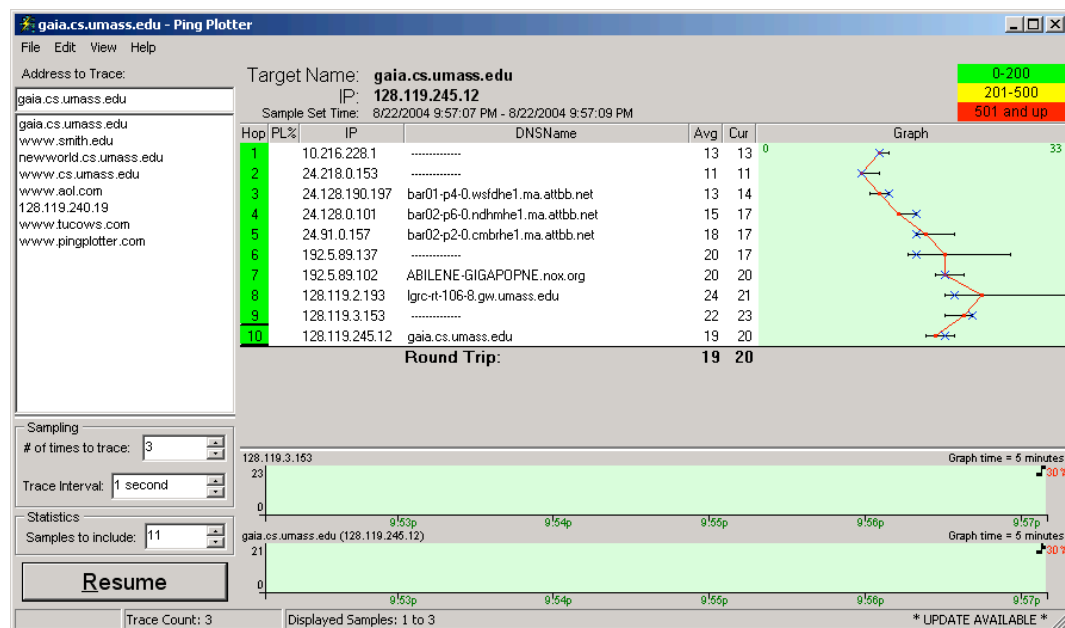 gaia.cs.umass.edu - Ping Plotter
File Edit View Help
Address to Trace:
gaia.cs.umass.edu
gaia.cs.umass.edu
www.smith.edu
newworld.cs.umass.edu
www.cs.umass.edu
www.aol.com
128.119.240.19
www.tucows.com
www.pingplotter.com
Sampling
# of times to trace: 3
Trace Interval: 1 second
Statistics
Samples to include: 11
Resume
Target Name: gaia.cs.umass.edu
IP: 128.119.245.12
Sample Set Time: 8/22/2004 9:57:07 PM - 8/22/2004 9:57:09 PM
0-200
201-500
501 and up
Hop PL% IP DNSName Avg Cur Graph
0 33
1 10.216.228.1 ------------- 13 13
2 24.218.0.153 ------------- 11 11
3 24.128.190.197 bar01-p4-0.wsfdhe1.ma.attbb.net 13 14
4 24.128.0.101 bar02-p6-0.ndhmhe1.ma.attbb.net 15 17
5 24.91.0.157 bar02-p2-0.cmbrhe1.ma.attbb.net 18 17
6 192.5.89.137 ------------- 20 17
7 192.5.89.102 ABILENE-GIGAPOPNE.nox.org 20 20
8 128.119.2.193 lgrc-rt-106-8.gw.umass.edu 24 21
9 128.119.3.153 ------------- 22 23
10 128.119.245.12 gaia.cs.umass.edu 19 20
Round Trip: 19 20
128.119.3.153 Graph time = 5 minutes
23 30%
0
9:53p 9:54p 9:55p 9:56p 9:57p
gaia.cs.umass.edu (128.119.245.12) Graph time = 5 minutes
21 30%
0
9:53p 9:54p 9:55p 9:56p 9:57p
Trace Count: 3 Displayed Samples: 1 to 3 * UPDATE AVAILABLE *